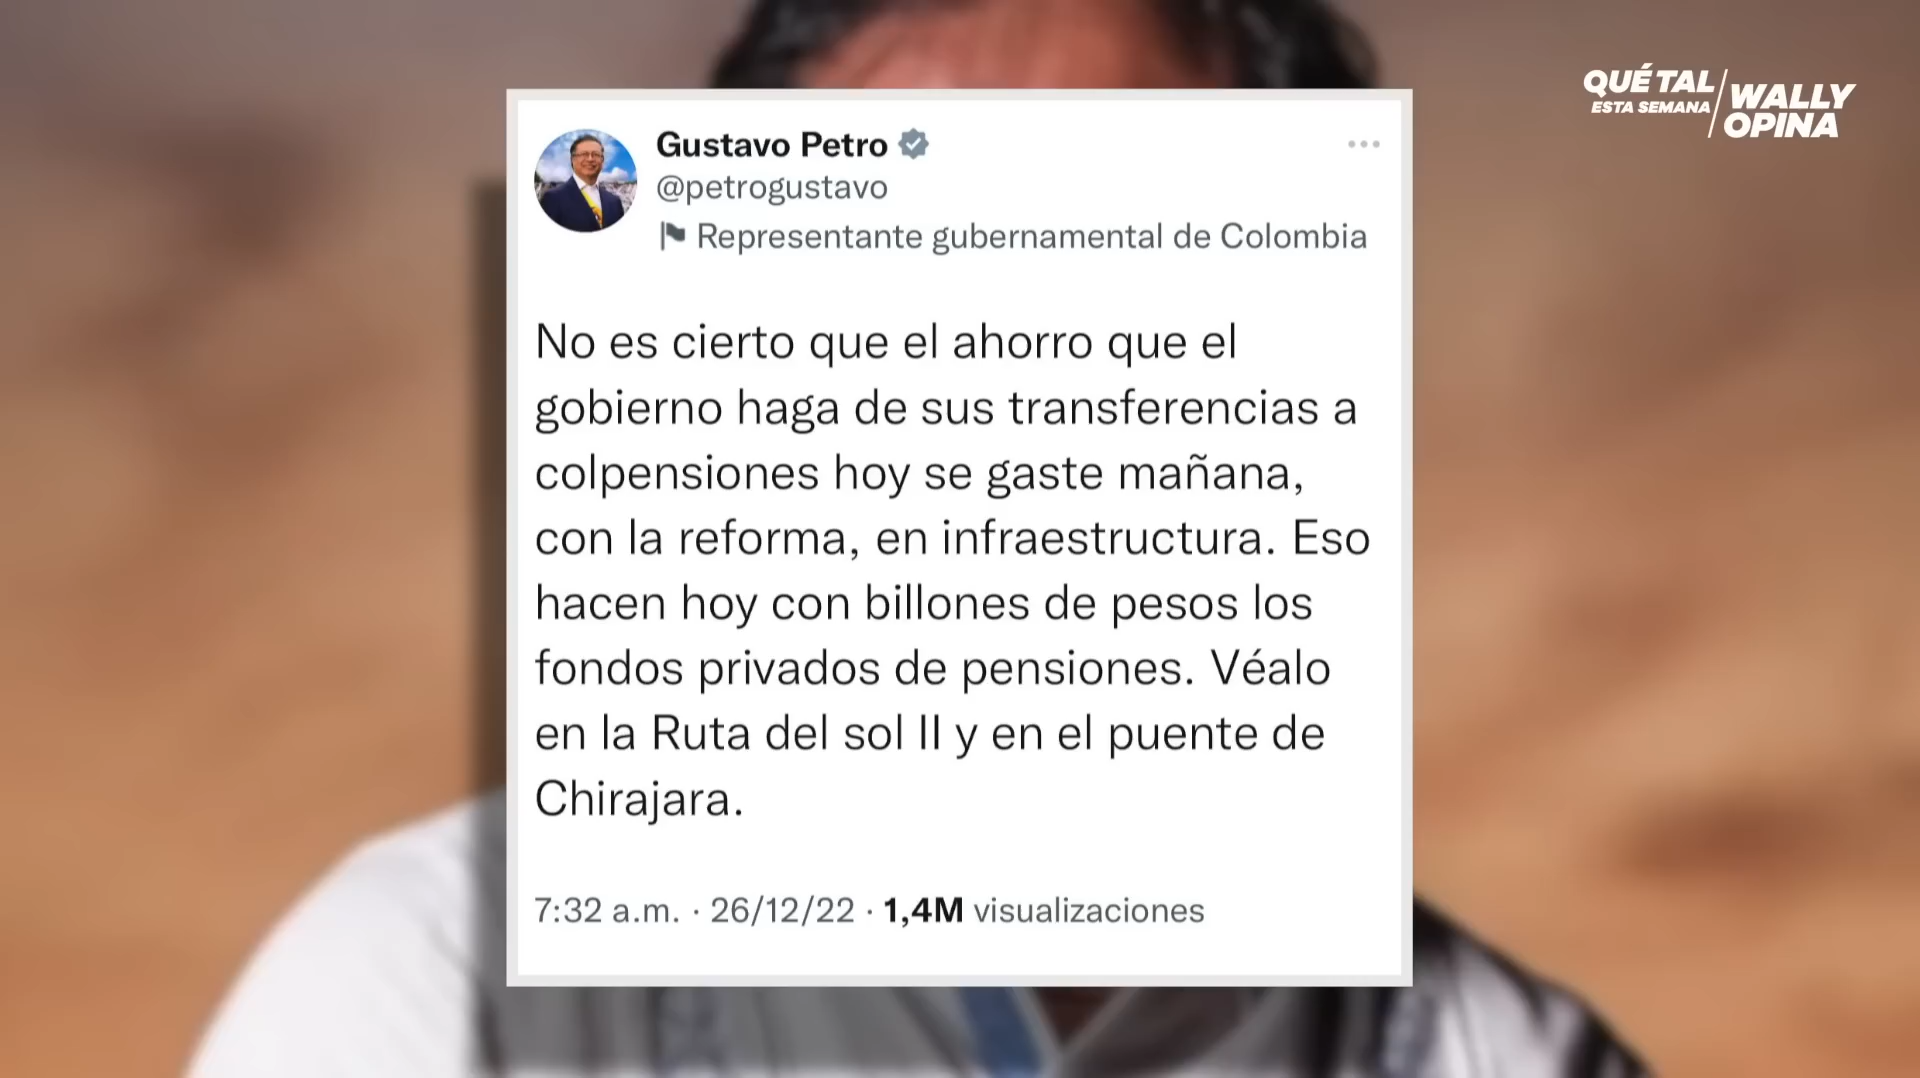 QUÉ TAL
ESTA SEMANA
WALLY
OPINA
Gustavo Petro
@petrogustavo
Representante gubernamental de Colombia
No es cierto que el ahorro que el
gobierno haga de sus transferencias a
colpensiones hoy se gaste mañana,
con la reforma, en infraestructura. Eso
hacen hoy con billones de pesos los
fondos privados de pensiones. Véalo
en la Ruta del sol II y en el puente de
Chirajara.
7:32 a.m. · 26/12/22 · 1,4M visualizaciones